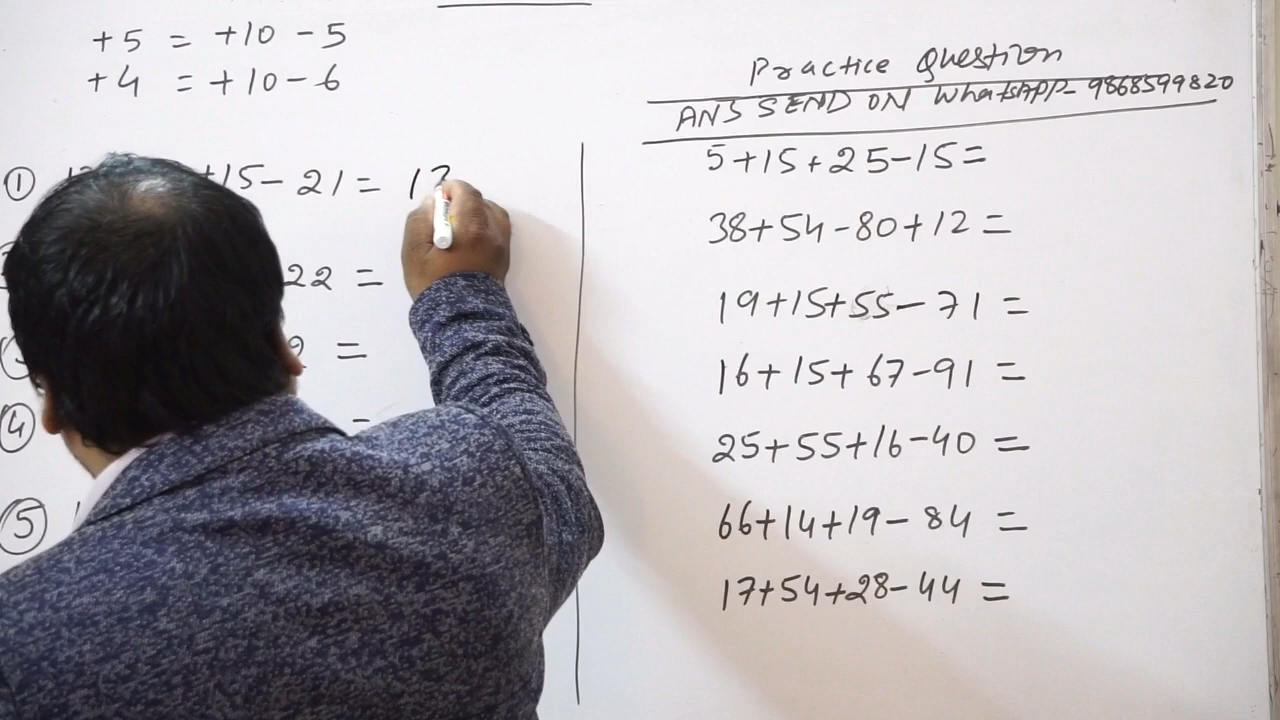 +5 = +10 - 5
+4 = +10 - 6
① +15 - 21 =
22 =
=
④ =
⑤
Practice Question
ANS SEND ON WhatsAPP- 9868599820
5+15+25-15=
38+54-80+12=
19+15+55-71=
16+15+67-91=
25+55+16-40=
66+14+19-84=
17+54+28-44=